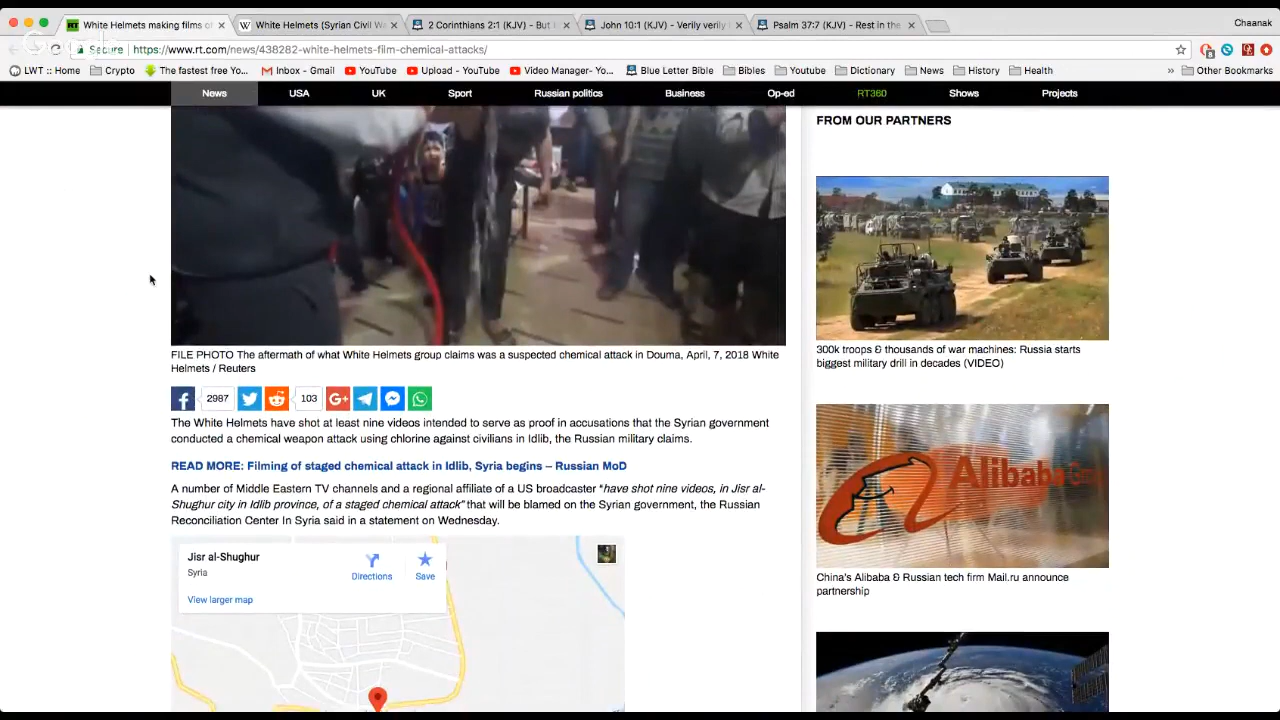 White Helmets making films of
White Helmets (Syrian Civil Wa
2 Corinthians 2:1 (KJV) - But I
John 10:1 (KJV) - Verily verily
Psalm 37:7 (KJV) - Rest in the
Chaanak
Secure
https://www.rt.com/news/438282-white-helmets-film-chemical-attacks/
LWT :: Home
Crypto
The fastest free Yo...
Inbox - Gmail
YouTube
Upload - YouTube
Video Manager- Yo...
Blue Letter Bible
Bibles
Youtube
Dictionary
News
History
Health
»
Other Bookmarks
News
USA
UK
Sport
Russian politics
Business
Op-ed
RT360
Shows
Projects
FILE PHOTO The aftermath of what White Helmets group claims was a suspected chemical attack in Douma, April, 7, 2018 White
Helmets / Reuters
2987
103
The White Helmets have shot at least nine videos intended to serve as proof in accusations that the Syrian government
conducted a chemical weapon attack using chlorine against civilians in Idlib, the Russian military claims.
READ MORE: Filming of staged chemical attack in Idlib, Syria begins – Russian MoD
A number of Middle Eastern TV channels and a regional affiliate of a US broadcaster “have shot nine videos, in Jisr al-
Shughur city in Idlib province, of a staged chemical attack” that will be blamed on the Syrian government, the Russian
Reconciliation Center In Syria said in a statement on Wednesday.
Jisr al-Shughur
Syria
Directions
Save
View larger map
FROM OUR PARTNERS
300k troops & thousands of war machines: Russia starts
biggest military drill in decades (VIDEO)
Alibaba
China's Alibaba & Russian tech firm Mail.ru announce
partnership